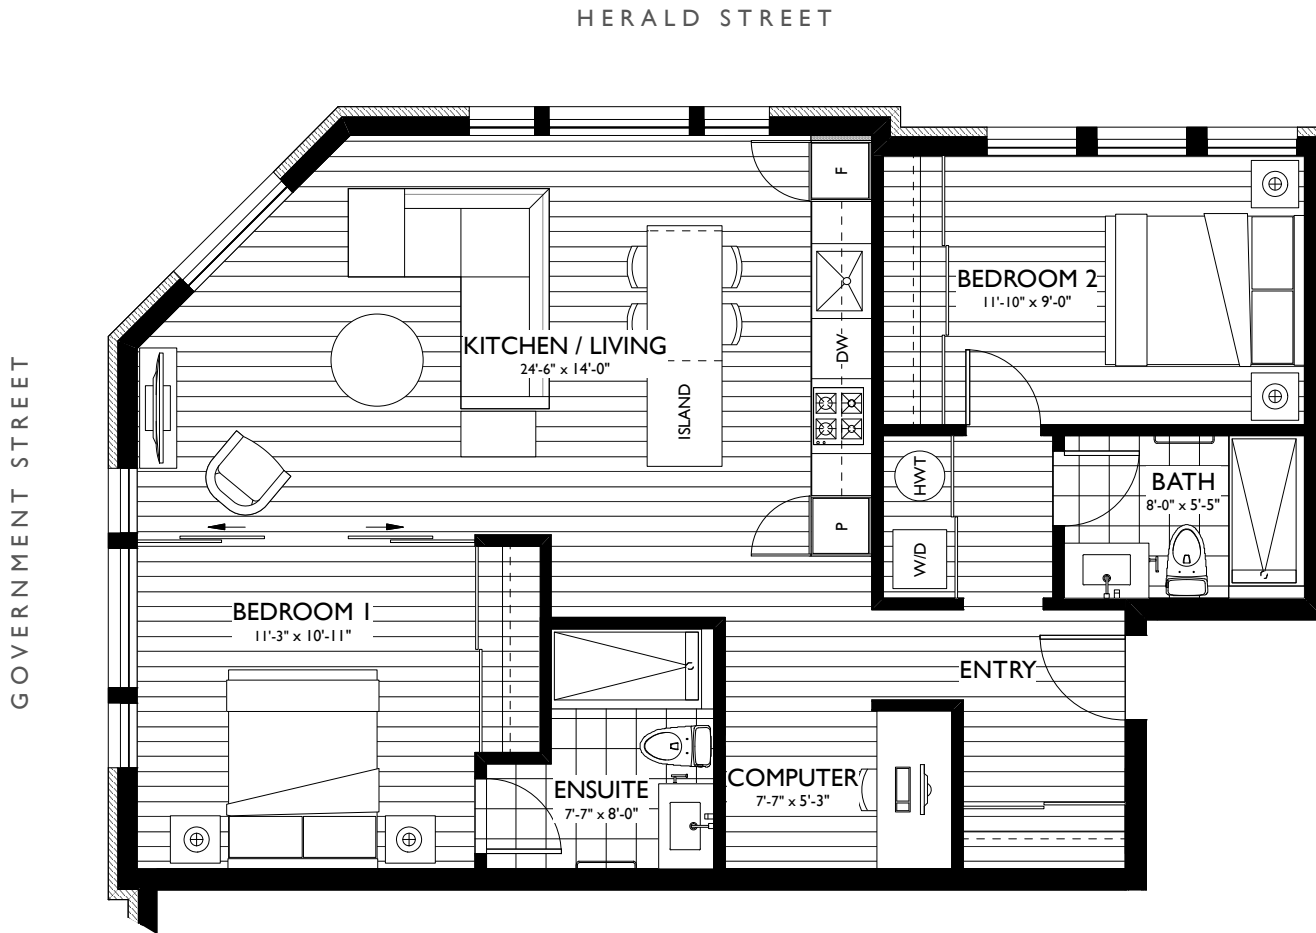 HERALD STREET
GOVERNMENT STREET
F
BEDROOM 2
11'-10" x 9'-0"
KITCHEN / LIVING
24'-6" x 14'-0"
DW
ISLAND
HWT
BATH
8'-0" x 5'-5"
P
W/D
BEDROOM 1
11'-3" x 10'-11"
ENTRY
ENSUITE
7'-7" x 8'-0"
COMPUTER
7'-7" x 5'-3"